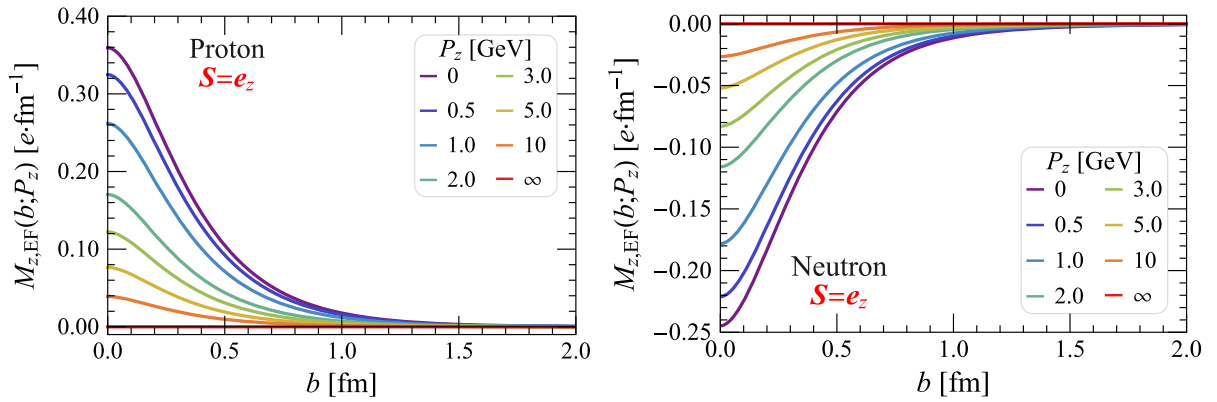 Proton
S=e_z
P_z [GeV]
0 3.0
0.5 5.0
1.0 10
2.0 ∞
M_{z,EF}(b;P_z) [e·fm⁻¹]
0.40
0.30
0.20
0.10
0.00
0.0 0.5 1.0 1.5 2.0
b [fm]
M_{z,EF}(b;P_z) [e·fm⁻¹]
0.00
−0.05
−0.10
−0.15
−0.20
−0.25
P_z [GeV]
0 3.0
0.5 5.0
1.0 10
2.0 ∞
Neutron
S=e_z
0.0 0.5 1.0 1.5 2.0
b [fm]